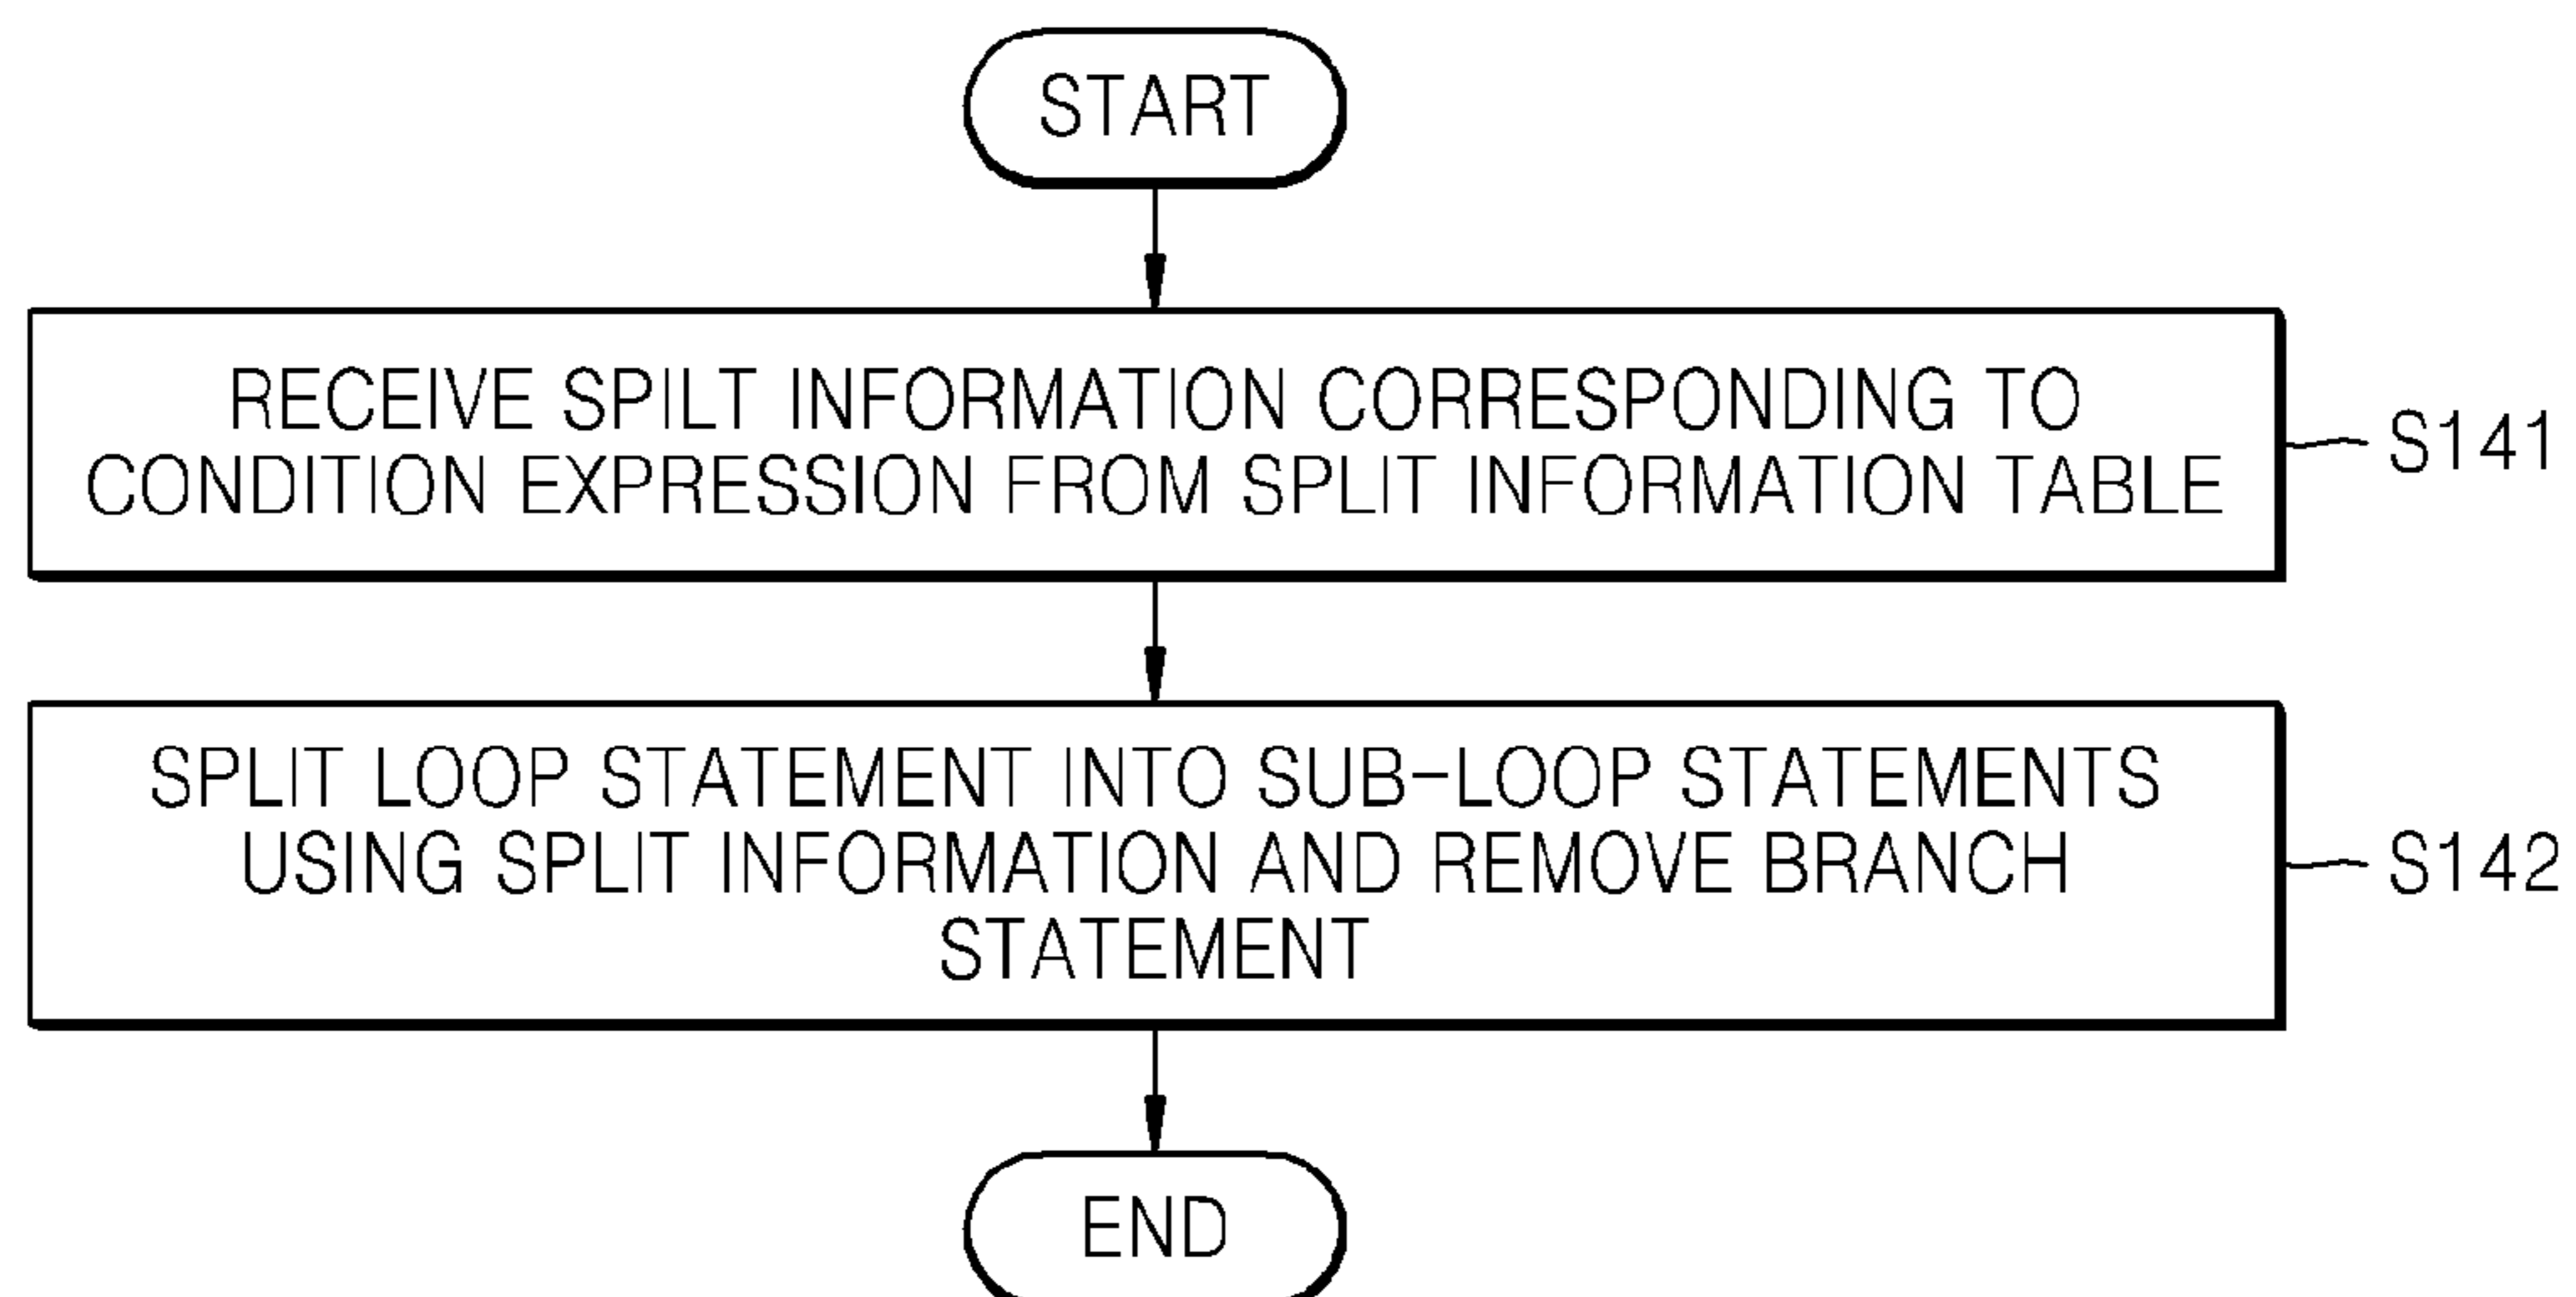 START
RECEIVE SPILT INFORMATION CORRESPONDING TO
CONDITION EXPRESSION FROM SPLIT INFORMATION TABLE
S141
SPLIT LOOP STATEMENT INTO SUB-LOOP STATEMENTS
USING SPLIT INFORMATION AND REMOVE BRANCH
STATEMENT
S142
END